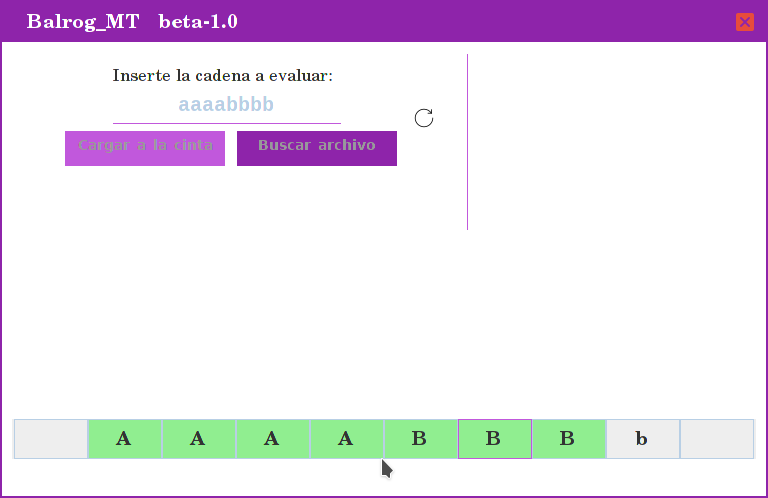 Balrog_MT beta-1.0
Inserte la cadena a evaluar:
aaaabbbb
Cargar a la cinta Buscar archivo
A A A A B B B b